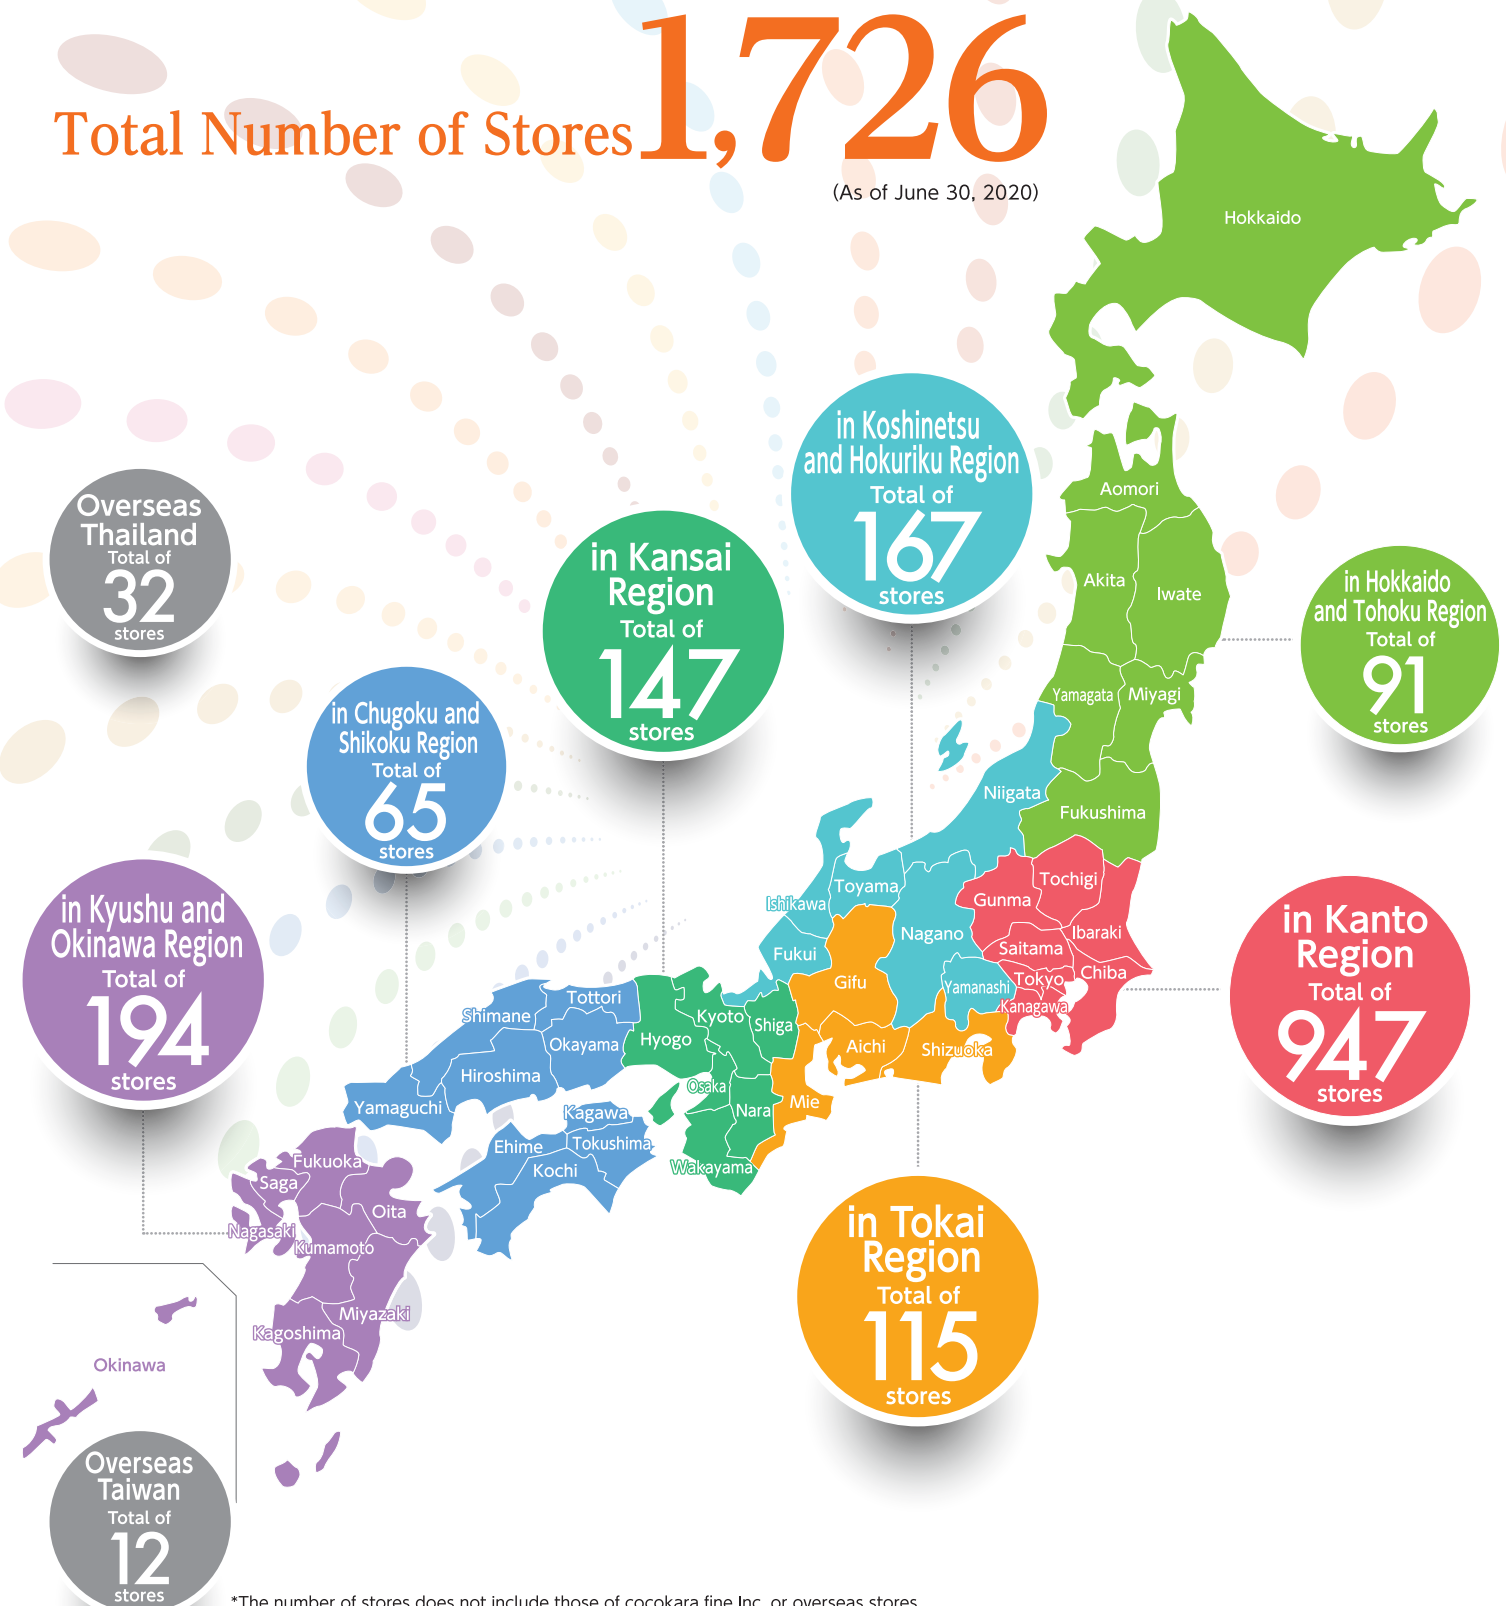 Total Number of Stores 1,726
(As of June 30, 2020)
Hokkaido
in Koshinetsu
and Hokuriku Region
Total of
167
stores
Overseas
Thailand
Total of
32
stores
in Kansai
Region
Total of
147
stores
in Hokkaido
and Tohoku Region
Total of
91
stores
in Chugoku and
Shikoku Region
Total of
65
stores
in Kyushu and
Okinawa Region
Total of
194
stores
in Kanto
Region
Total of
947
stores
in Tokai
Region
Total of
115
stores
Overseas
Taiwan
Total of
12
stores
Aomori
Akita
Iwate
Yamagata
Miyagi
Niigata
Fukushima
Toyama
Ishikawa
Fukui
Nagano
Yamanashi
Gunma
Tochigi
Ibaraki
Saitama
Tokyo
Chiba
Kanagawa
Gifu
Aichi
Shizuoka
Mie
Kyoto
Shiga
Hyogo
Osaka
Nara
Wakayama
Tottori
Shimane
Okayama
Hiroshima
Yamaguchi
Kagawa
Ehime
Tokushima
Kochi
Fukuoka
Saga
Oita
Nagasaki
Kumamoto
Miyazaki
Kagoshima
Okinawa
*The number of stores does not include those of cocokara fine Inc. or overseas stores